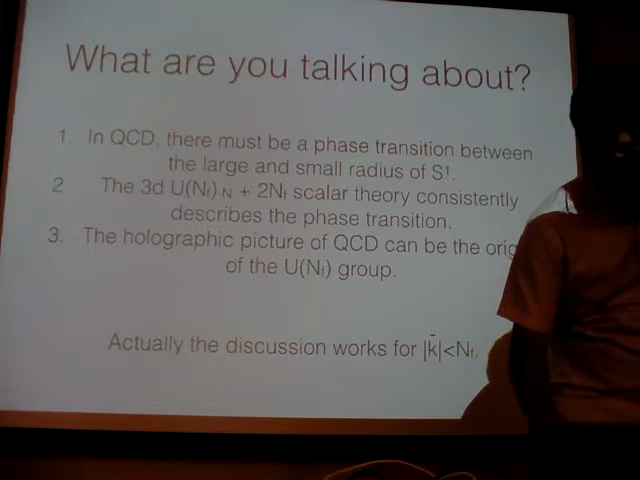 What are you talking about?
1. In QCD, there must be a phase transition between
the large and small radius of S¹.
2 The 3d U(Nf)-N + 2Nf scalar theory consistently
describes the phase transition.
3. The holographic picture of QCD can be the
of the U(Nf) group.
Actually the discussion works for |k̄|<Nf.